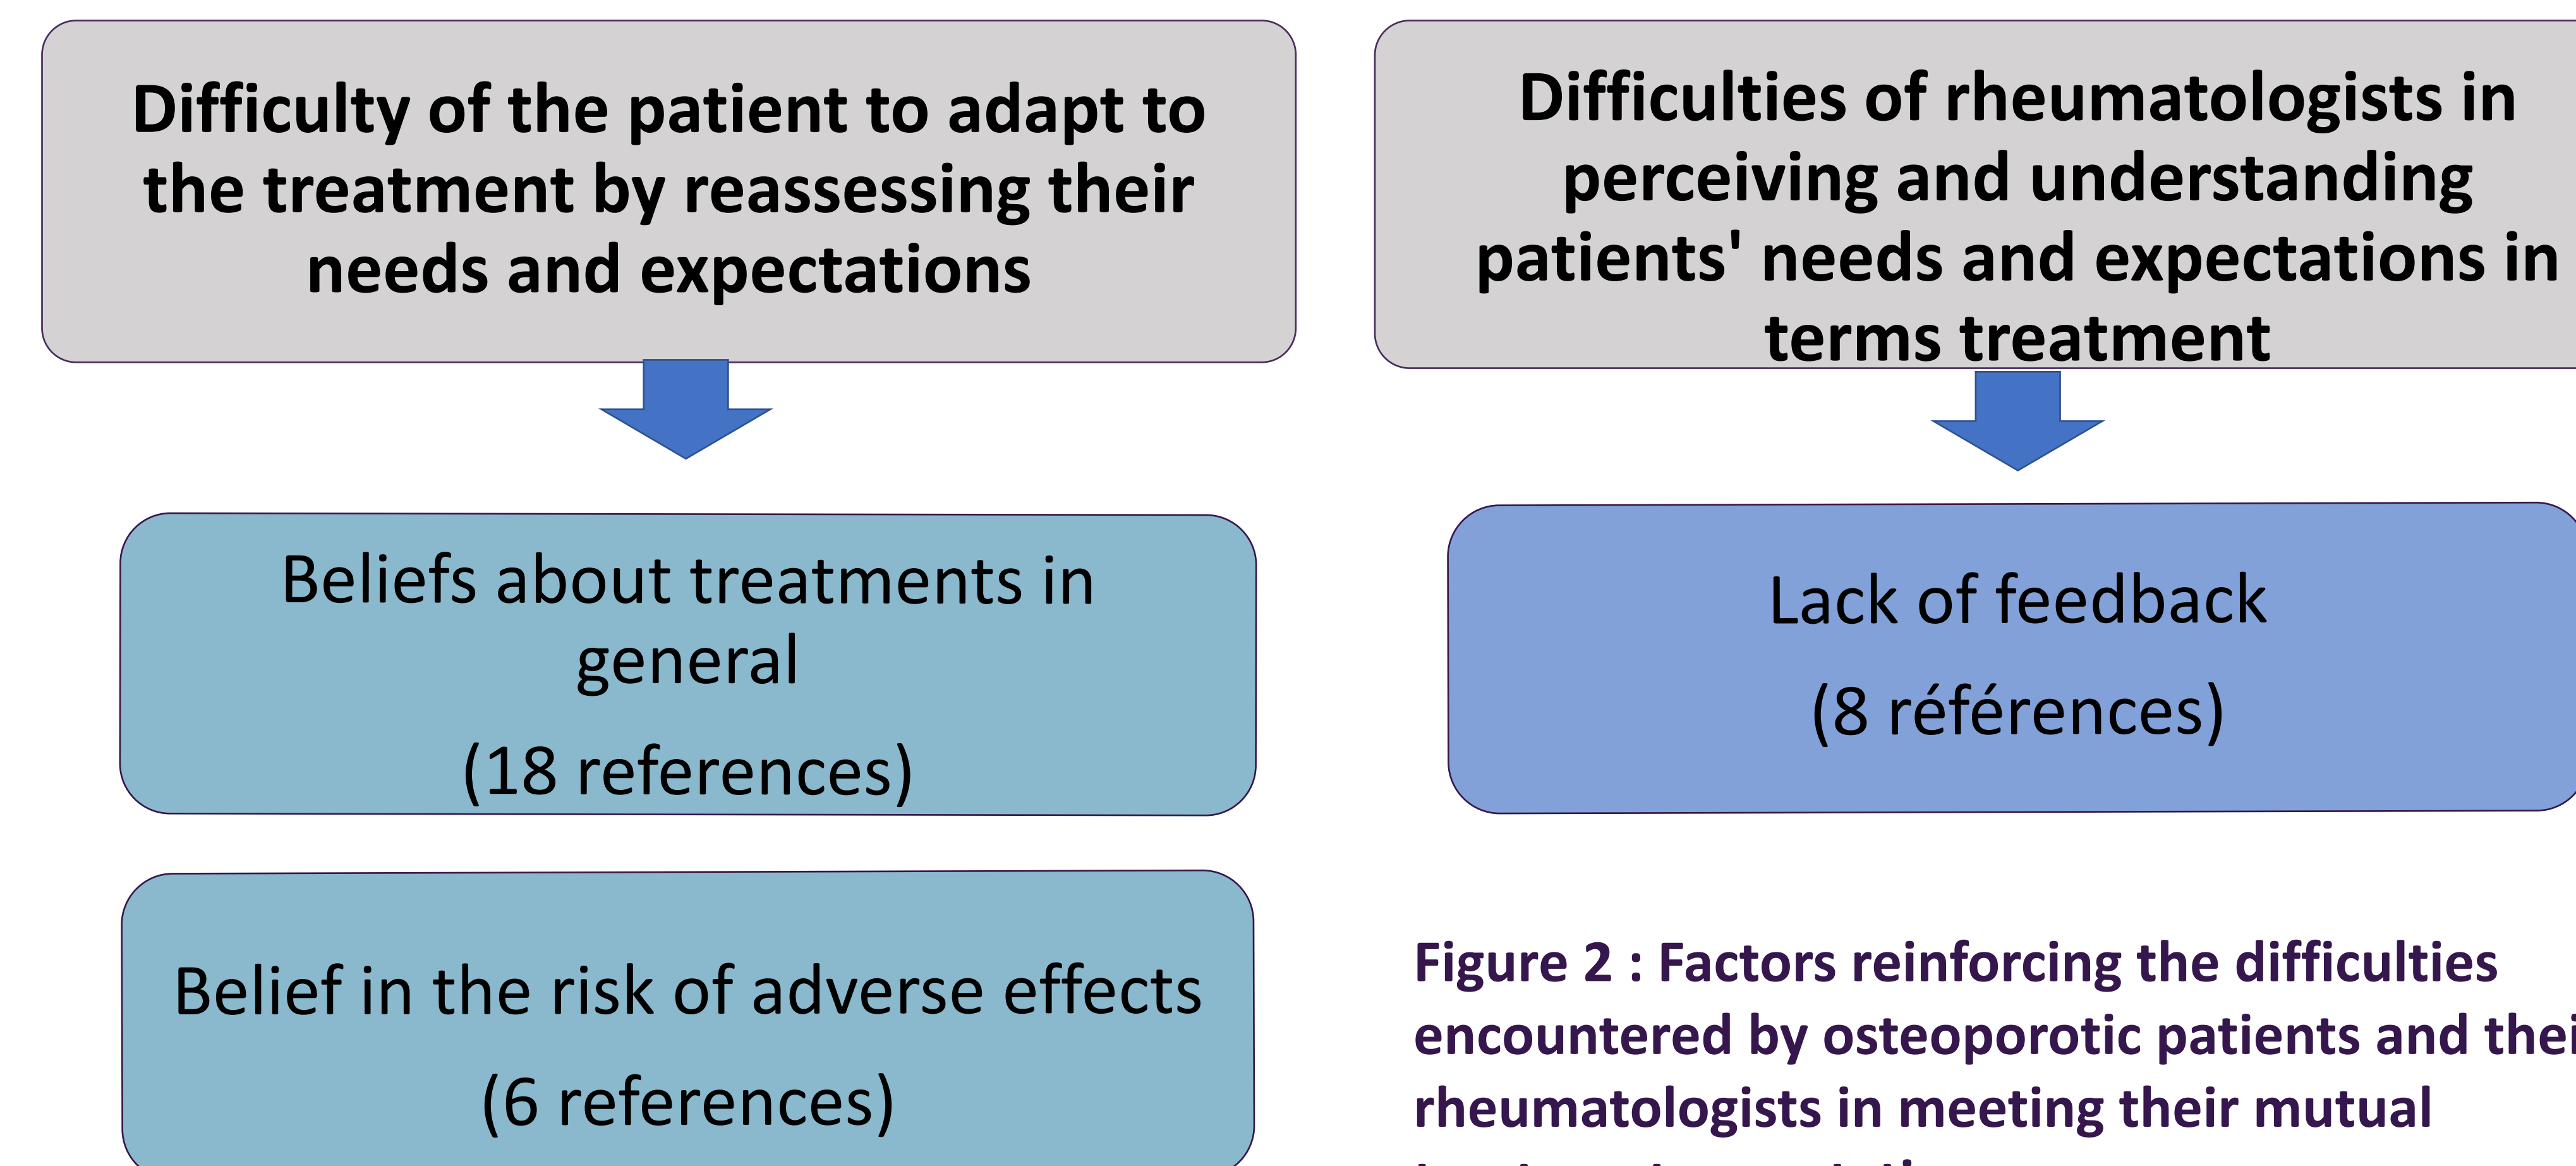 Difficulty of the patient to adapt to
the treatment by reassessing their
needs and expectations
Beliefs about treatments in
general
(18 references)
Belief in the risk of adverse effects
(6 references)
Difficulties of rheumatologists in
perceiving and understanding
patients' needs and expectations in
terms treatment
Lack of feedback
(8 références)
Figure 2 : Factors reinforcing the difficulties
encountered by osteoporotic patients and
rheumatologists in meeting their mutual